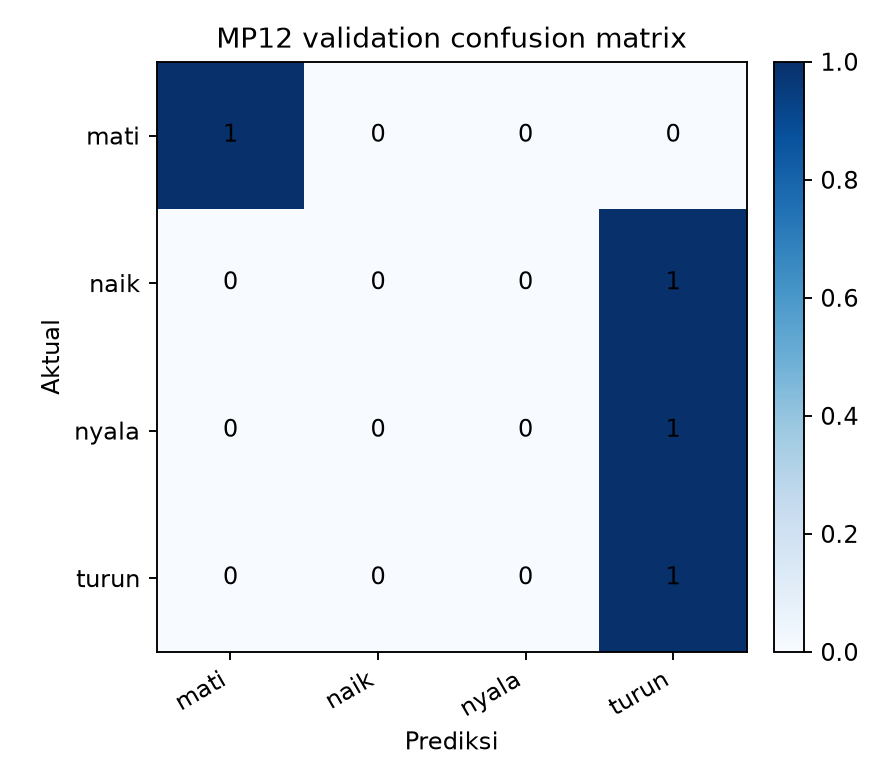 MP12 validation confusion matrix
mati 1 0 0 0
naik 0 0 0 1
nyala 0 0 0 1
turun 0 0 0 1
mati naik nyala turun
Prediksi
Aktual
1.0
0.8
0.6
0.4
0.2
0.0